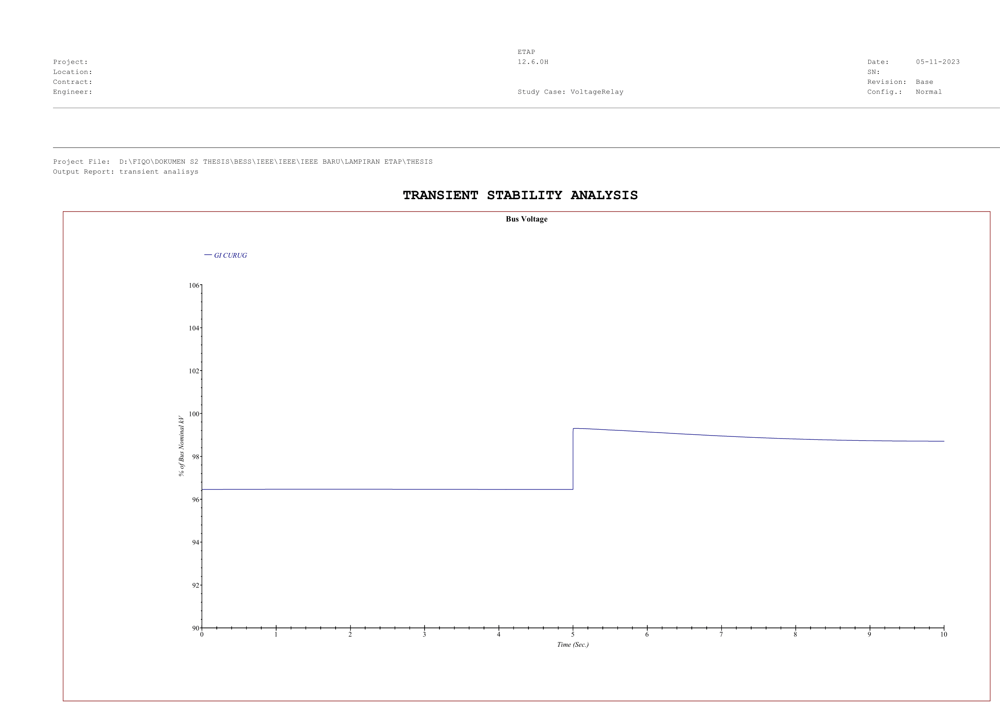 ETAP
Project: 12.6.0H Date: 05-11-2023
Location: SN:
Contract: Revision: Base
Engineer: Study Case: VoltageRelay Config.: Normal
Project File: D:\FIQO\DOKUMEN S2 THESIS\BESS\IEEE\IEEE\IEEE BARU\LAMPIRAN ETAP\THESIS
Output Report: transient analisys
TRANSIENT STABILITY ANALYSIS
Bus Voltage
GI CURUG
106
104
102
100
98
96
94
92
90
% of Bus Nominal kV
0 1 2 3 4 5 6 7 8 9 10
Time (Sec.)